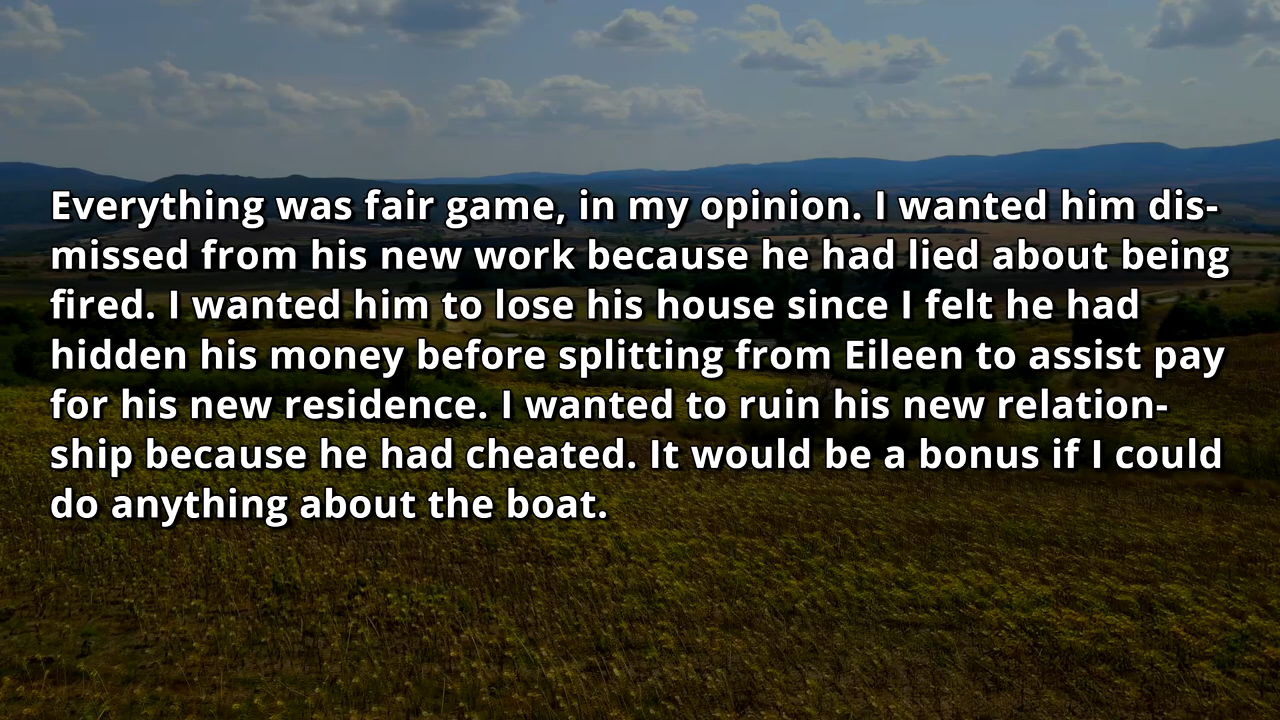 Everything was fair game, in my opinion. I wanted him dis-
missed from his new work because he had lied about being
fired. I wanted him to lose his house since I felt he had
hidden his money before splitting from Eileen to assist pay
for his new residence. I wanted to ruin his new relation-
ship because he had cheated. It would be a bonus if I could
do anything about the boat.